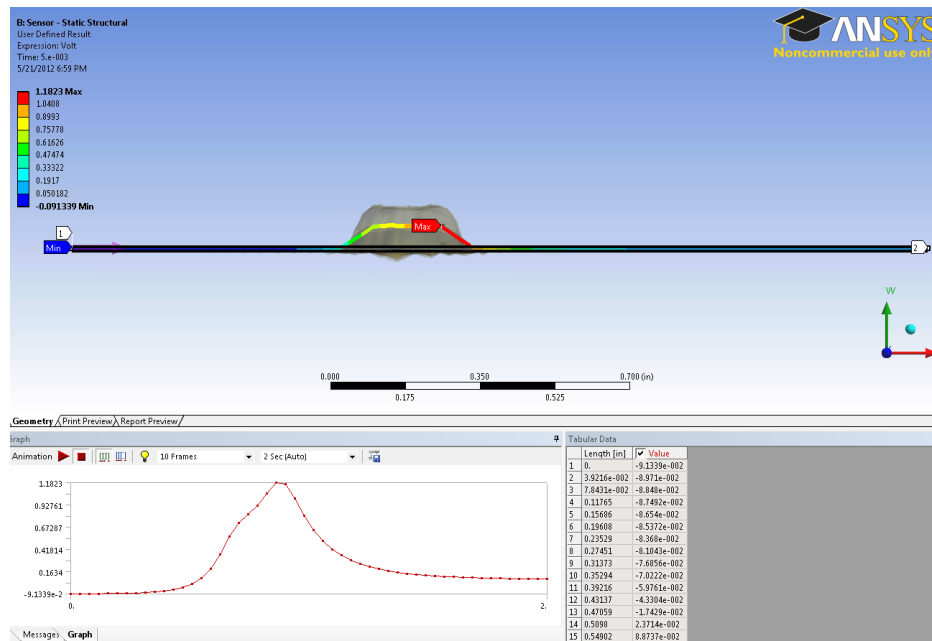 B: Sensor - Static Structural
User Defined Result
Expression: Volt
Time: 5.e-003
5/21/2012 6:59 PM
ANSYS
Noncommercial use only
1.1823 Max
1.0408
0.8993
0.75778
0.61626
0.47474
0.33322
0.1917
0.050182
-0.091339 Min
1
Max
Min
2
W
0.000 0.350 0.700 (in)
0.175 0.525
Geometry Print Preview Report Preview
Graph
Animation 10 Frames 2 Sec (Auto)
1.1823
0.92761
0.67287
0.41814
0.1634
-9.1339e-2
0. 2.
Messages Graph
Tabular Data
Length [in] Value
1 0. -9.1339e-002
2 3.9216e-002 -8.971e-002
3 7.8431e-002 -8.848e-002
4 0.11765 -8.7492e-002
5 0.15686 -8.654e-002
6 0.19608 -8.5372e-002
7 0.23529 -8.368e-002
8 0.27451 -8.1043e-002
9 0.31373 -7.6856e-002
10 0.35294 -7.0222e-002
11 0.39216 -5.9761e-002
12 0.43137 -4.3304e-002
13 0.47059 -1.7429e-002
14 0.5098 2.3714e-002
15 0.54902 8.8737e-002